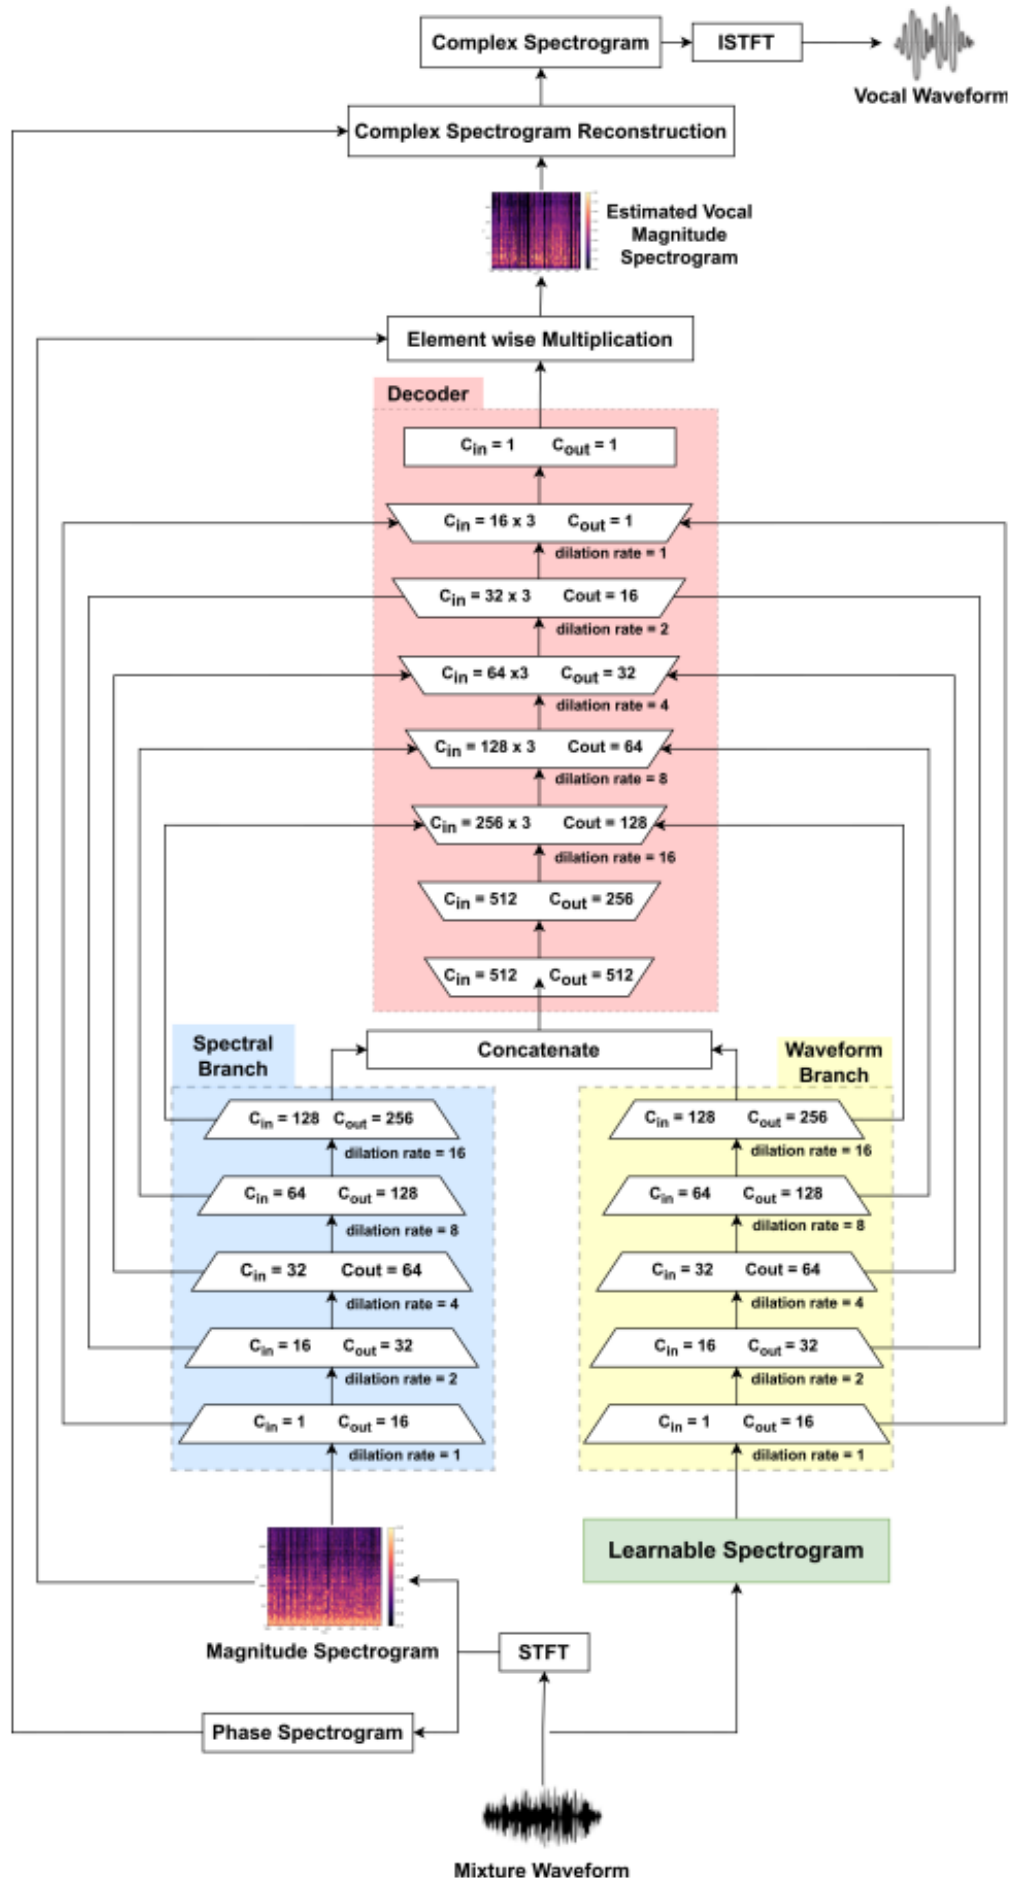 Complex Spectrogram
ISTFT
Vocal Waveform
Complex Spectrogram Reconstruction
Estimated Vocal
Magnitude
Spectrogram
Element wise Multiplication
Decoder
Cin = 1 Cout = 1
Cin = 16 x 3 Cout = 1
dilation rate = 1
Cin = 32 x 3 Cout = 16
dilation rate = 2
Cin = 64 x3 Cout = 32
dilation rate = 4
Cin = 128 x 3 Cout = 64
dilation rate = 8
Cin = 256 x 3 Cout = 128
dilation rate = 16
Cin = 512 Cout = 256
Cin = 512 Cout = 512
Concatenate
Spectral
Branch
Cin = 128 Cout = 256
dilation rate = 16
Cin = 64 Cout = 128
dilation rate = 8
Cin = 32 Cout = 64
dilation rate = 4
Cin = 16 Cout = 32
dilation rate = 2
Cin = 1 Cout = 16
dilation rate = 1
Waveform
Branch
Cin = 128 Cout = 256
dilation rate = 16
Cin = 64 Cout = 128
dilation rate = 8
Cin = 32 Cout = 64
dilation rate = 4
Cin = 16 Cout = 32
dilation rate = 2
Cin = 1 Cout = 16
dilation rate = 1
Learnable Spectrogram
Magnitude Spectrogram
STFT
Phase Spectrogram
Mixture Waveform